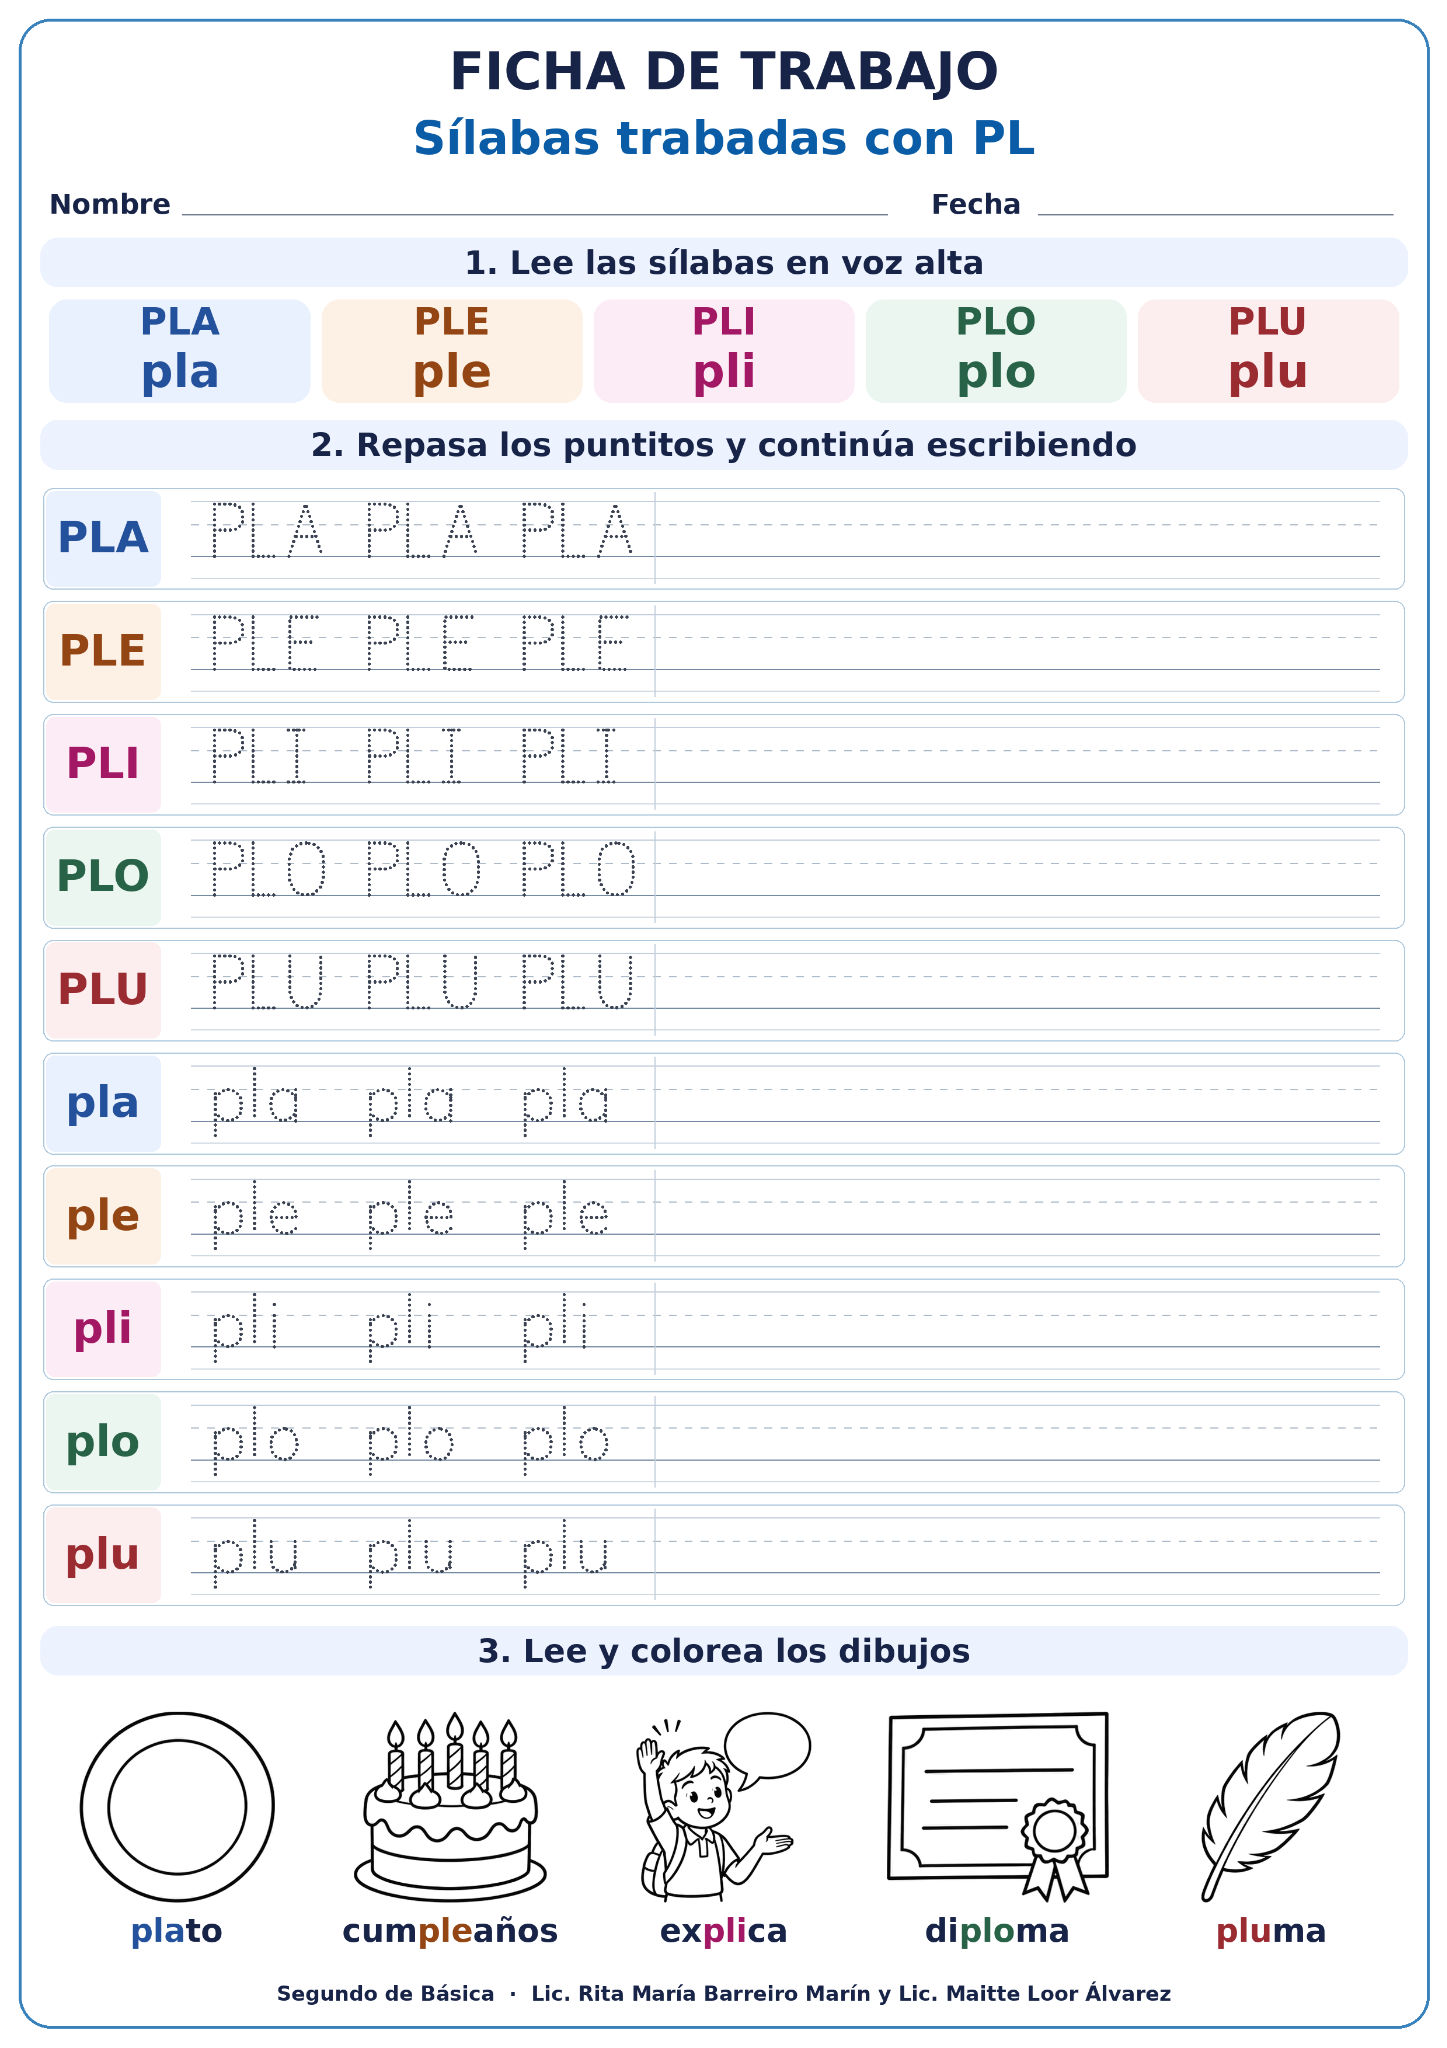 FICHA DE TRABAJO
Sílabas trabadas con PL
Nombre Fecha
1. Lee las sílabas en voz alta
PLA PLE PLI PLO PLU
pla ple pli plo plu
2. Repasa los puntitos y continúa escribiendo
PLA PLA PLA PLA
PLE PLE PLE PLE
PLI PLI PLI PLI
PLO PLO PLO PLO
PLU PLU PLU PLU
pla pla pla pla
ple ple ple ple
pli pli pli pli
plo plo plo plo
plu plu plu plu
3. Lee y colorea los dibujos
plato cumpleaños explica diploma pluma
Segundo de Básica · Lic. Rita María Barreiro Marín y Lic. Maitte Loor Álvarez